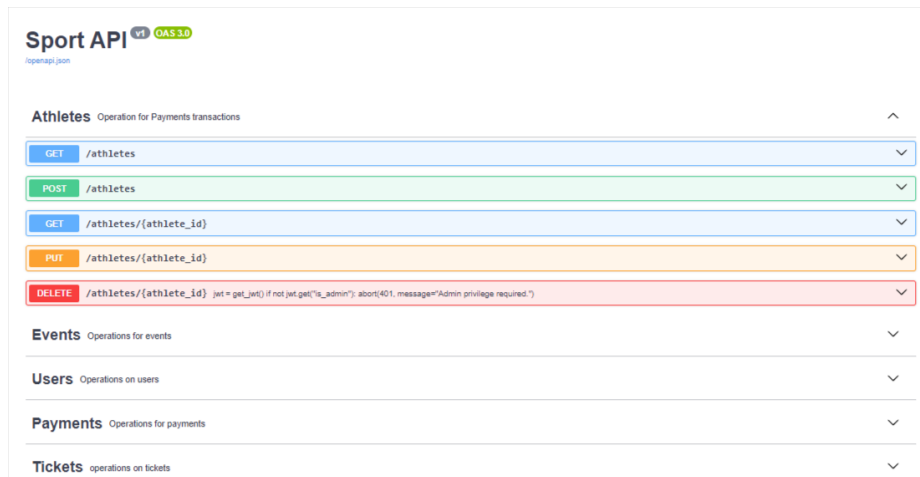 Sport API v1 OAS 3.0
/openapi.json
Athletes Operation for Payments transactions
GET /athletes
POST /athletes
GET /athletes/{athlete_id}
PUT /athletes/{athlete_id}
DELETE /athletes/{athlete_id} jwt = get_jwt() if not jwt.get("is_admin"): abort(401, message="Admin privilege required.")
Events Operations for events
Users Operations on users
Payments Operations for payments
Tickets operations on tickets